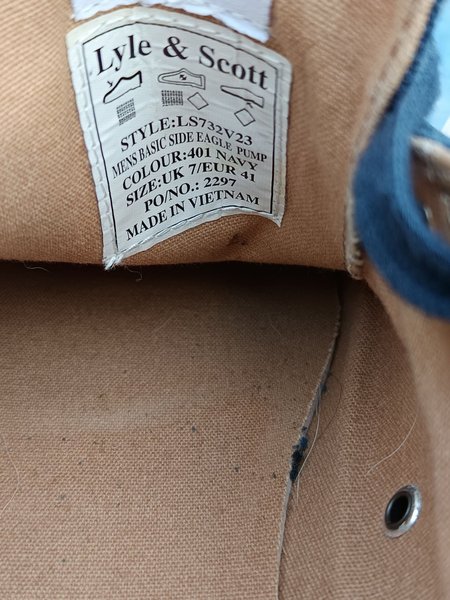 Lyle & Scott
STYLE:LS732V23
MENS BASIC SIDE EAGLE PUMP
COLOUR:401 NAVY
SIZE:UK 7/EUR 41
PO/NO.: 2297
MADE IN VIETNAM